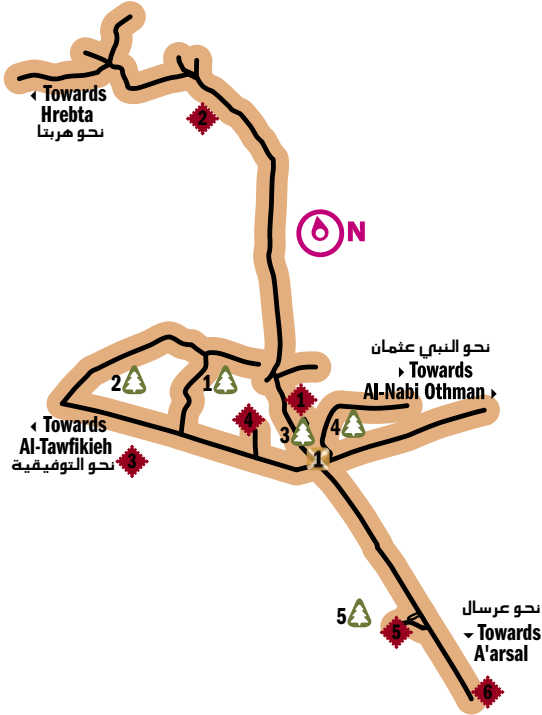 Towards
Hrebta
نحو هربتا
2
N
نحو النبي عثمان
Towards
Al-Nabi Othman
2
1
1
4
3
4
Towards
Al-Tawfikieh
نحو التوفيقية
3
1
5
5
نحو عرسال
Towards
A'arsal
6